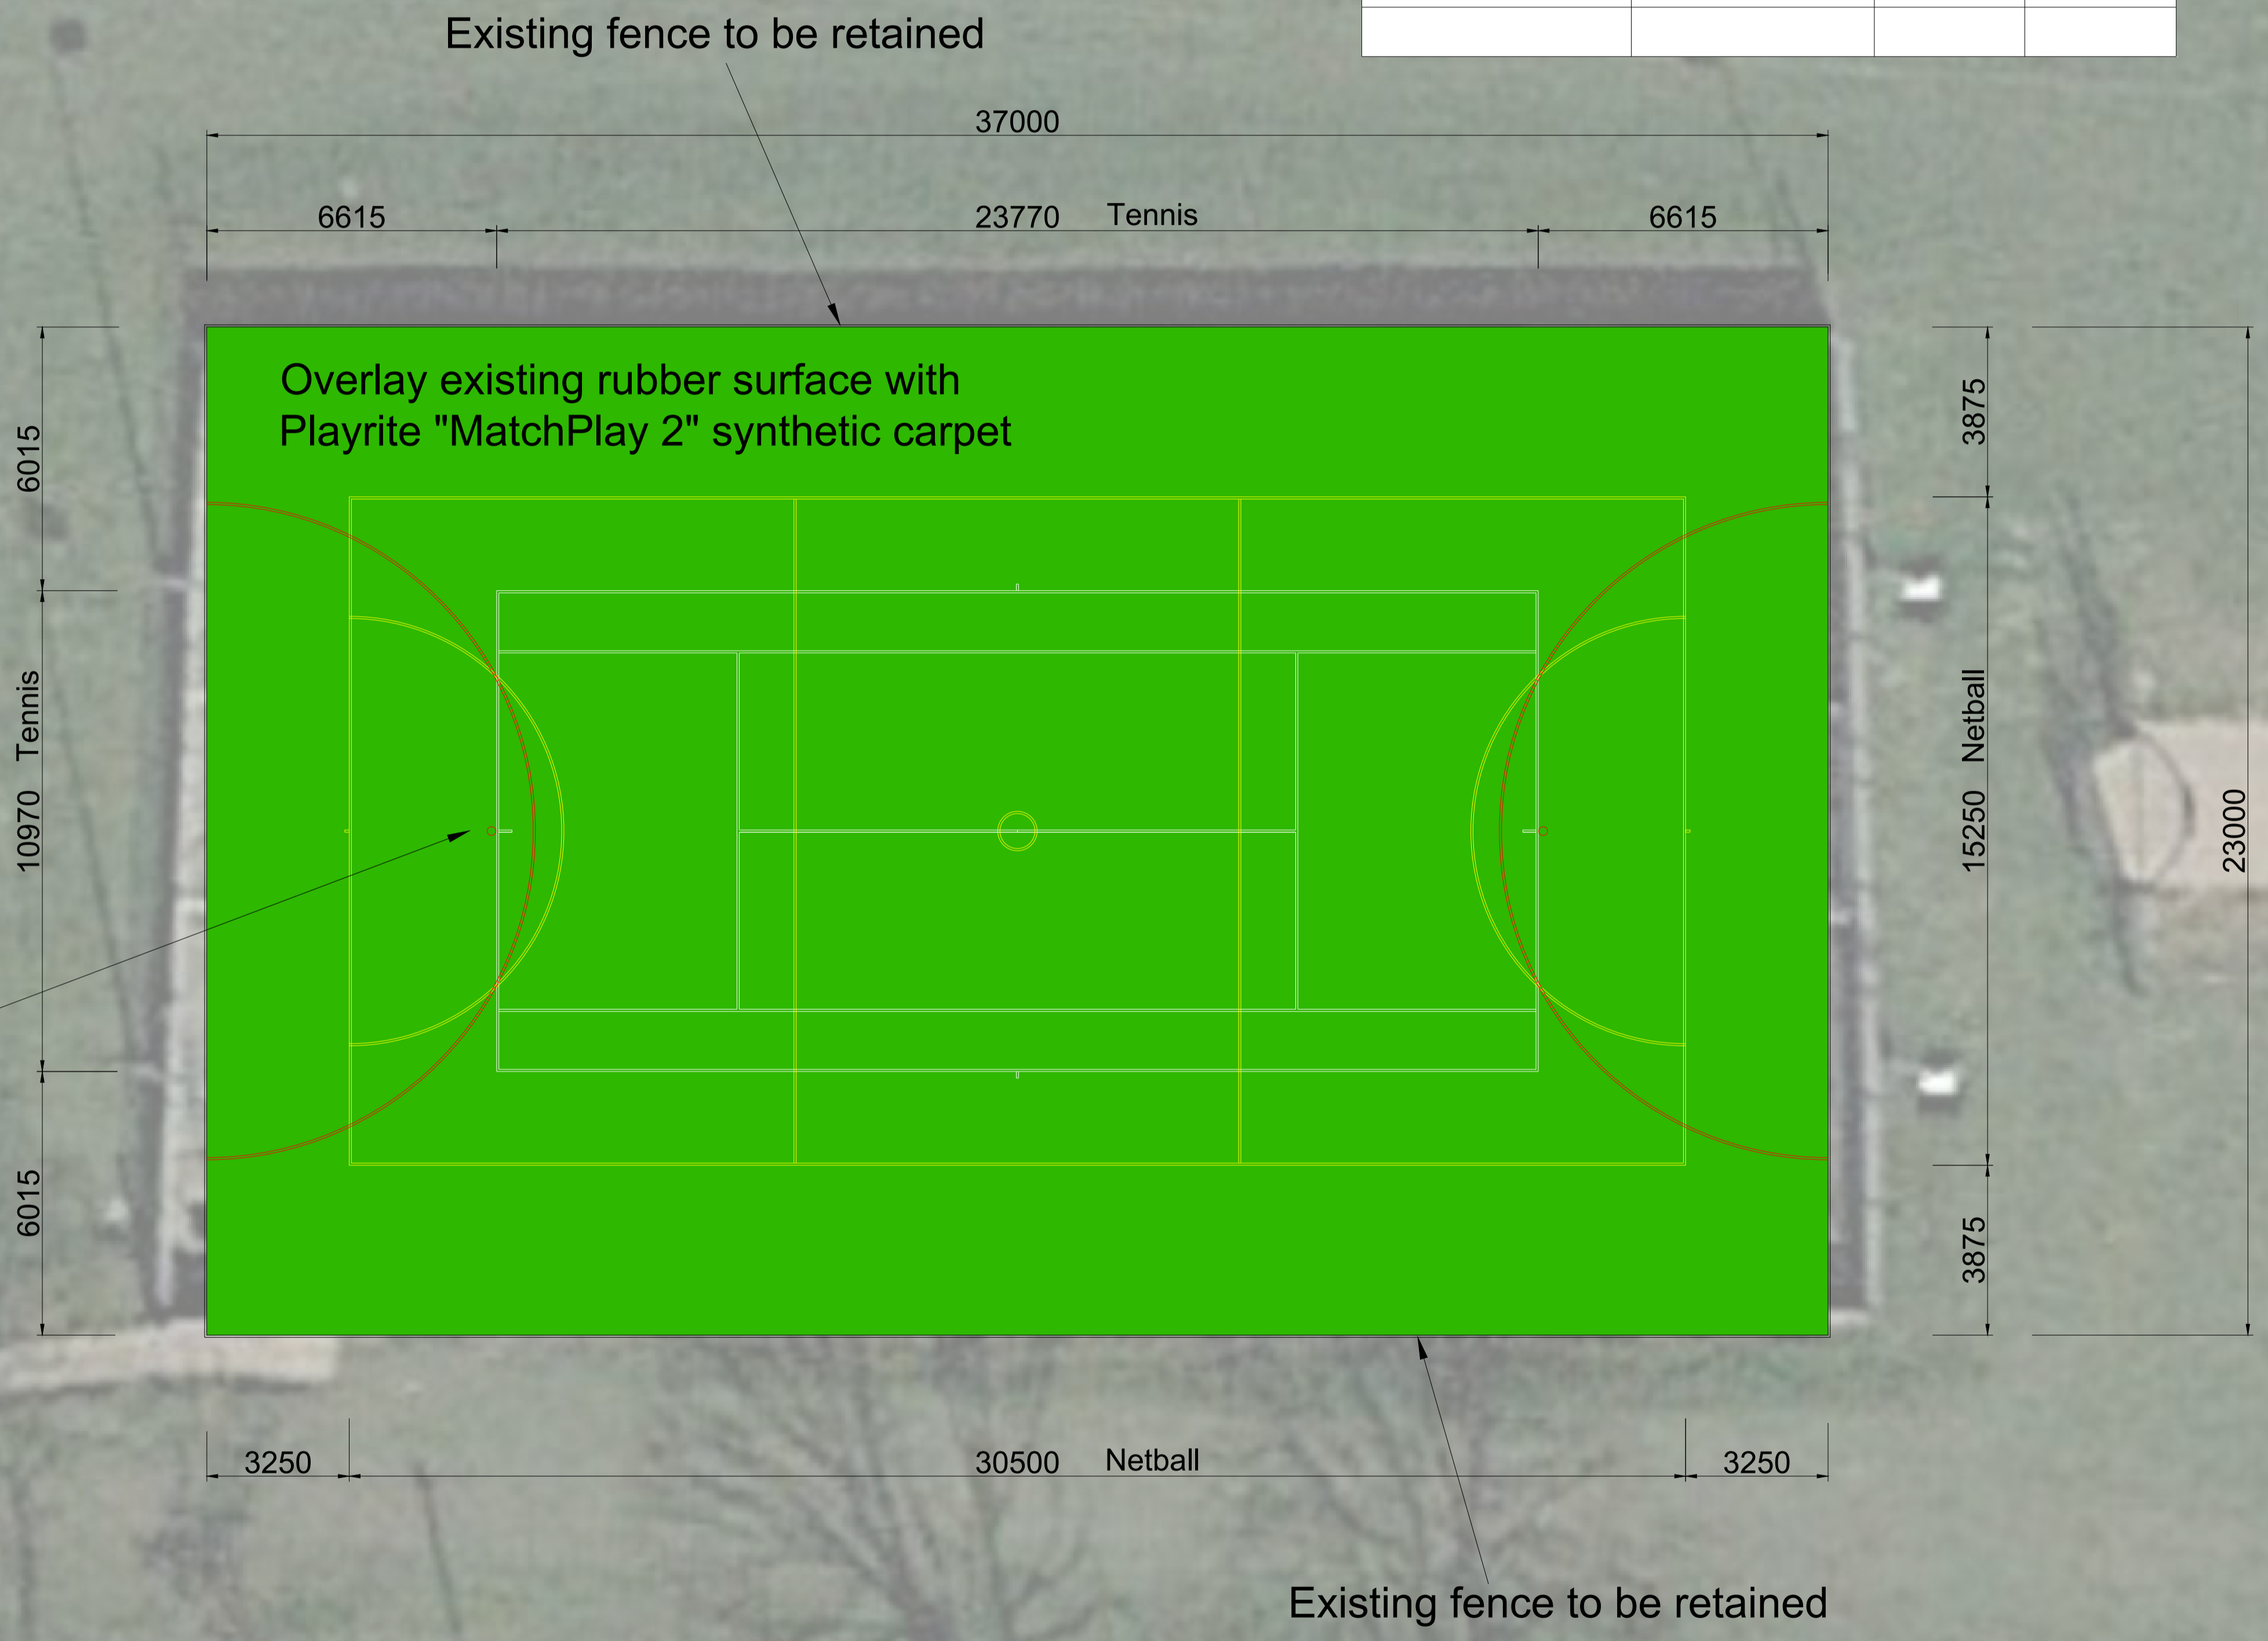 Existing fence to be retained
37000
6615
23770 Tennis
6615
Overlay existing rubber surface with
Playrite "MatchPlay 2" synthetic carpet
6015
10970 Tennis
6015
3875
15250 Netball
3875
23000
3250
30500 Netball
3250
Existing fence to be retained